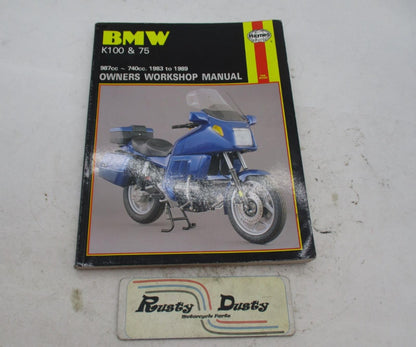 BMW
K100 & 75
Haynes
987cc ~ 740cc. 1983 to 1989
OWNERS WORKSHOP MANUAL
Rusty Dusty
Motorcycle Parts